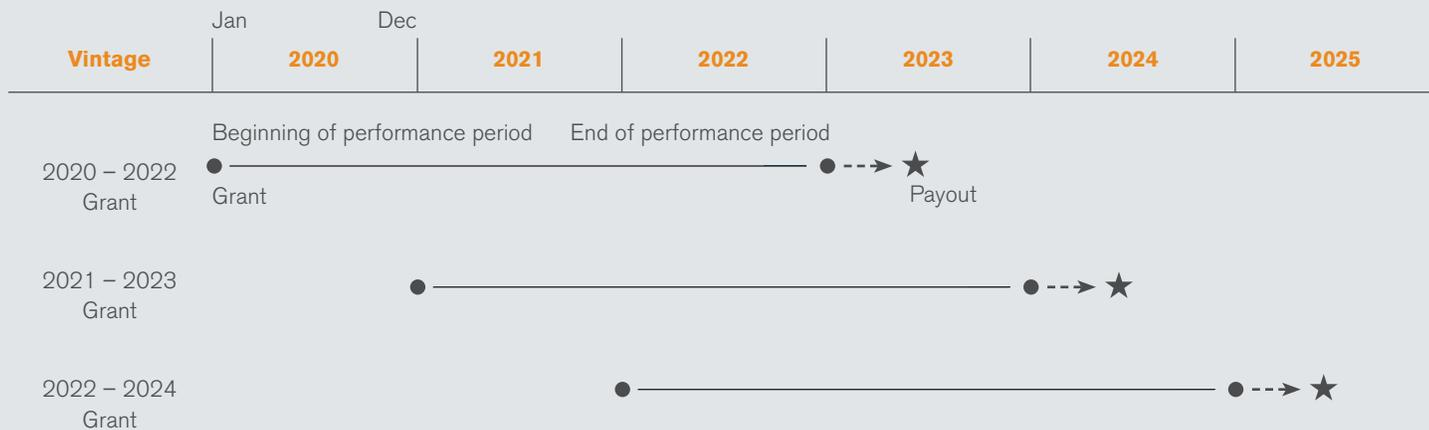 Jan Dec
Vintage 2020 2021 2022 2023 2024 2025
Beginning of performance period End of performance period
2020 – 2022
Grant
Grant
Payout
2021 – 2023
Grant
2022 – 2024
Grant